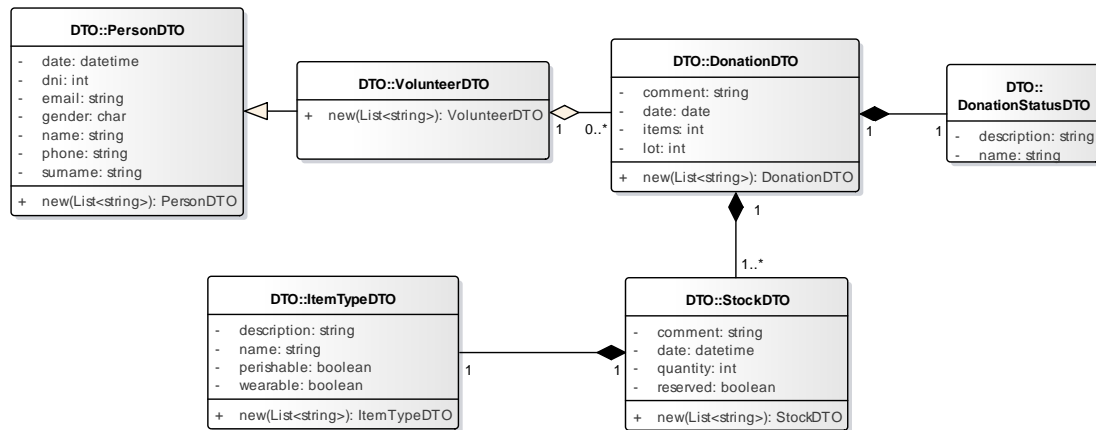 DTO::PersonDTO
- date: datetime
- dni: int
- email: string
- gender: char
- name: string
- phone: string
- surname: string
+ new(List<string>): PersonDTO
DTO::VolunteerDTO
+ new(List<string>): VolunteerDTO
1
0..*
DTO::DonationDTO
- comment: string
- date: date
- items: int
- lot: int
+ new(List<string>): DonationDTO
1
1
DTO::
DonationStatusDTO
- description: string
- name: string
1
1..*
DTO::ItemTypeDTO
- description: string
- name: string
- perishable: boolean
- wearable: boolean
+ new(List<string>): ItemTypeDTO
1
1
DTO::StockDTO
- comment: string
- date: datetime
- quantity: int
- reserved: boolean
+ new(List<string>): StockDTO